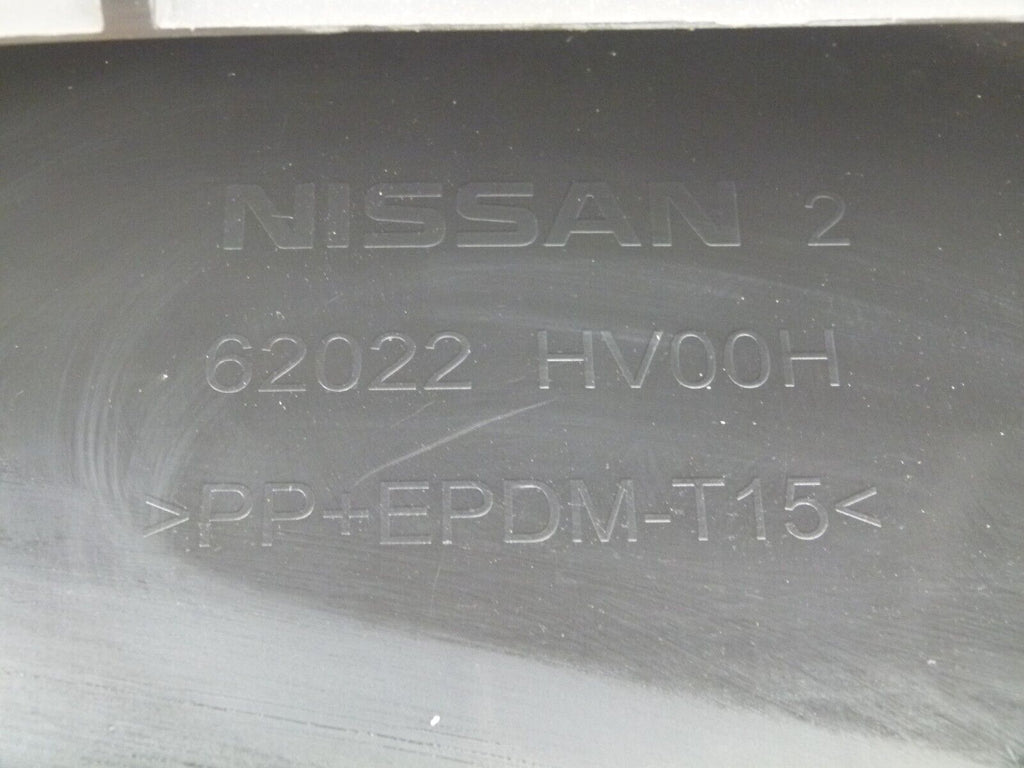 NISSAN 2
62022 HV00H
>PP+EPDM-T15<